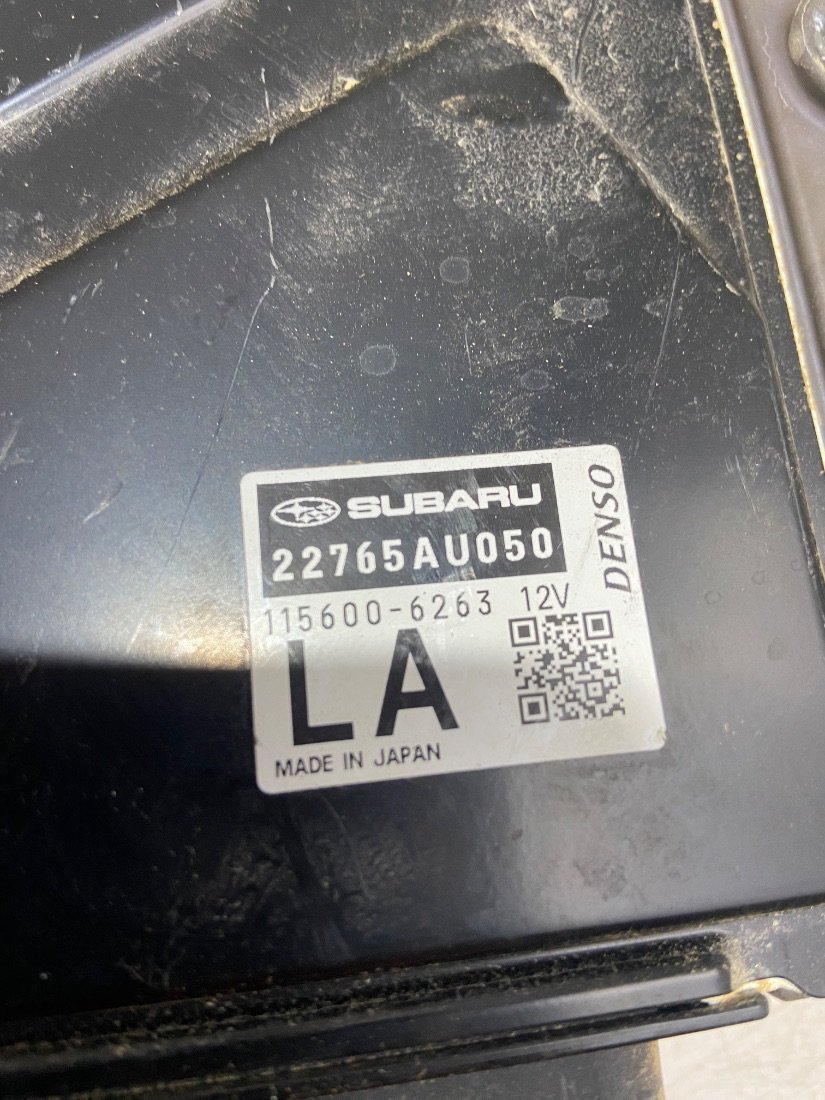 SUBARU
22765AU050
115600-6263 12V
LA
MADE IN JAPAN
DENSO